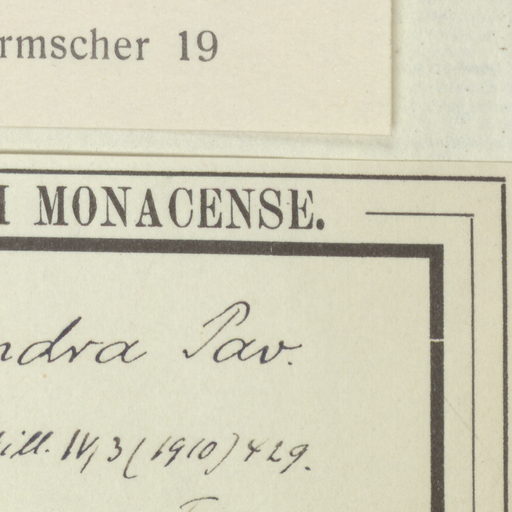 rmscher 19
I MONACENSE.
ndra Pav.
ill. IV, 3 (1910) 429.